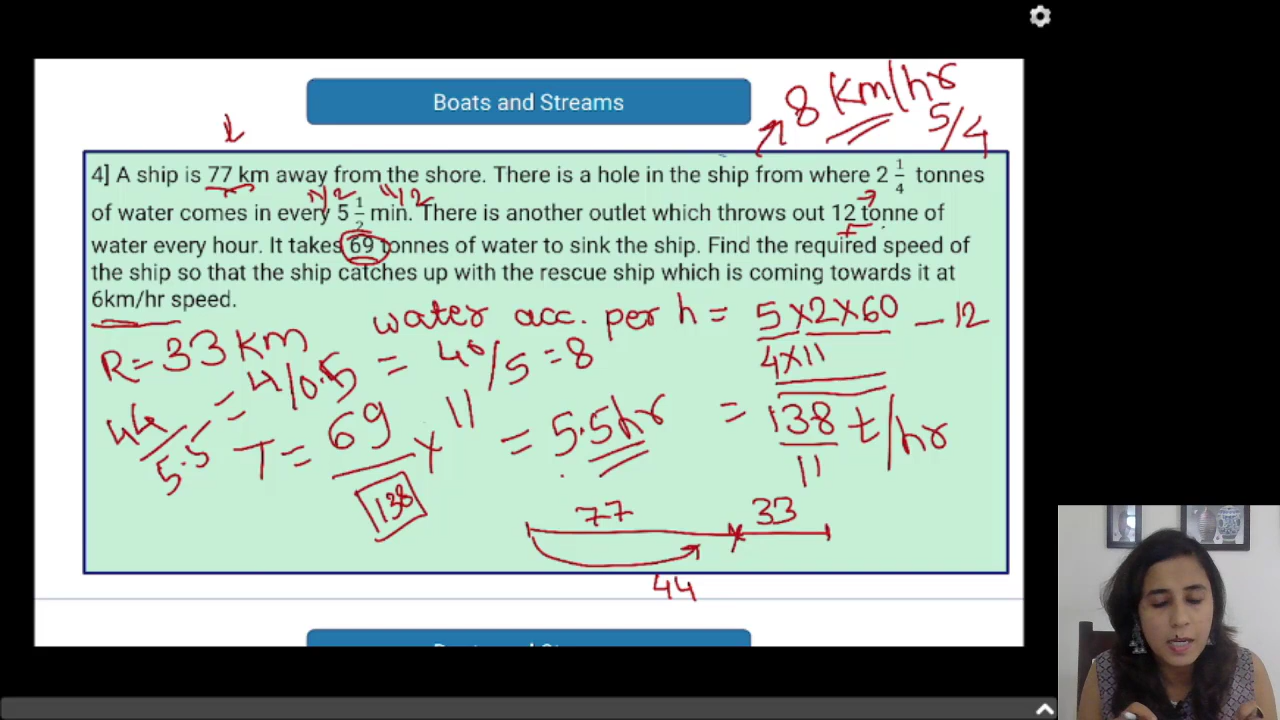 Boats and Streams
8 km/hr
5/4
4] A ship is 77 km away from the shore. There is a hole in the ship from where 2 1/4 tonnes
11/2
of water comes in every 5 1/2 min. There is another outlet which throws out 12 tonne of
water every hour. It takes 69 tonnes of water to sink the ship. Find the required speed of
the ship so that the ship catches up with the rescue ship which is coming towards it at
6km/hr speed.
water acc. per h = 5×2×60/4×11 - 12
R = 33 km
44/5.5 = 4/0.5 = 40/5 = 8
= 138/11 t/hr
T = 69/138 × 11 = 5.5hr
77 33
44